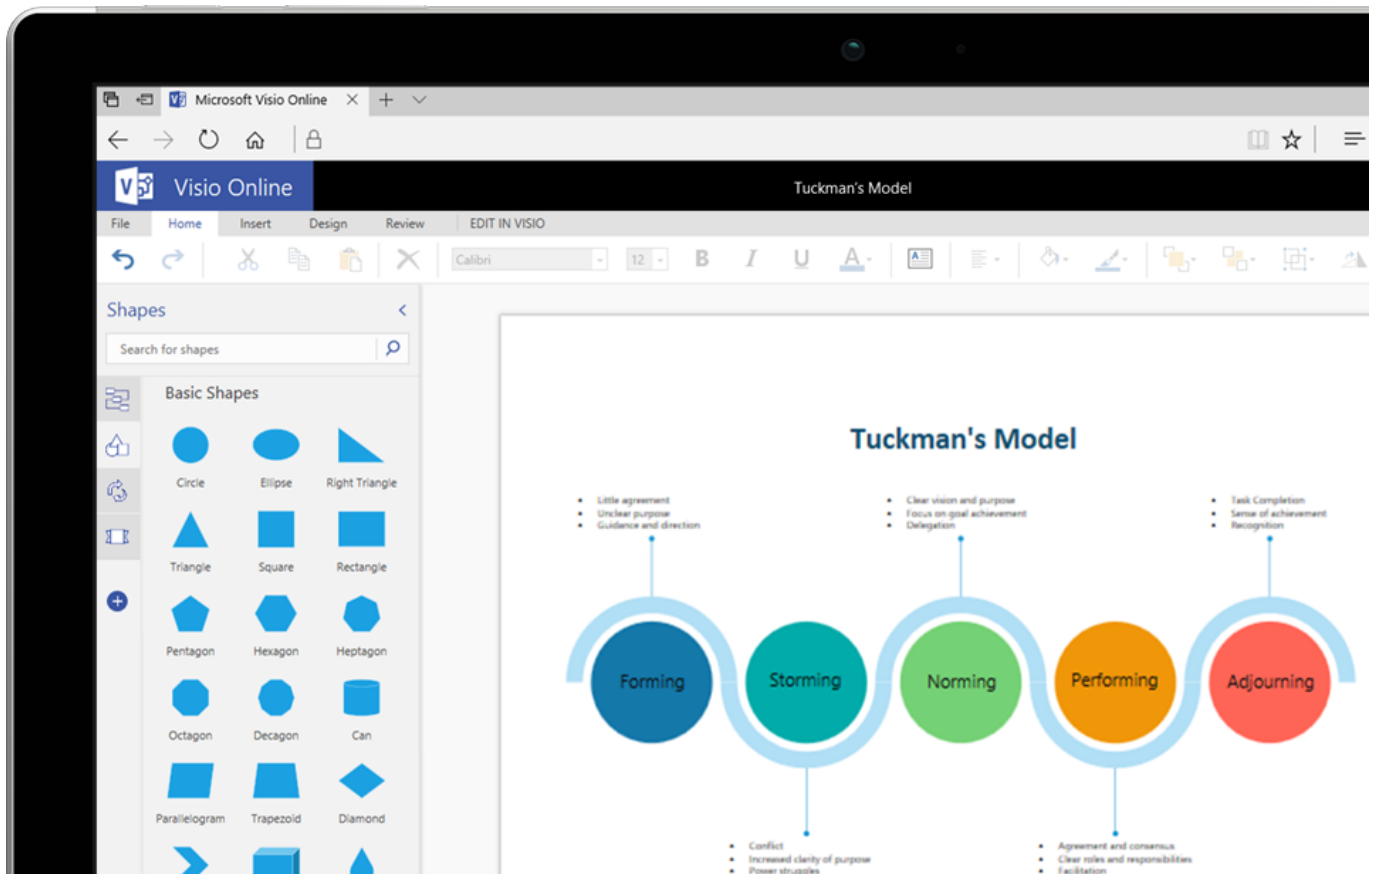 Microsoft Visio Online
Visio Online
Tuckman's Model
File Home Insert Design Review EDIT IN VISIO
Calibri 12 B I U A
Shapes
Search for shapes
Basic Shapes
Circle Ellipse Right Triangle
Triangle Square Rectangle
Pentagon Hexagon Heptagon
Octagon Decagon Can
Parallelogram Trapezoid Diamond
Tuckman's Model
• Little agreement
• Unclear purpose
• Guidance and direction
• Clear vision and purpose
• Focus on goal achievement
• Delegation
• Task Completion
• Sense of achievement
• Recognition
Forming
Storming
Norming
Performing
Adjourning
• Conflict
• Increased clarity of purpose
• Power struggles
• Agreement and consensus
• Clear roles and responsibilities
• Facilitation